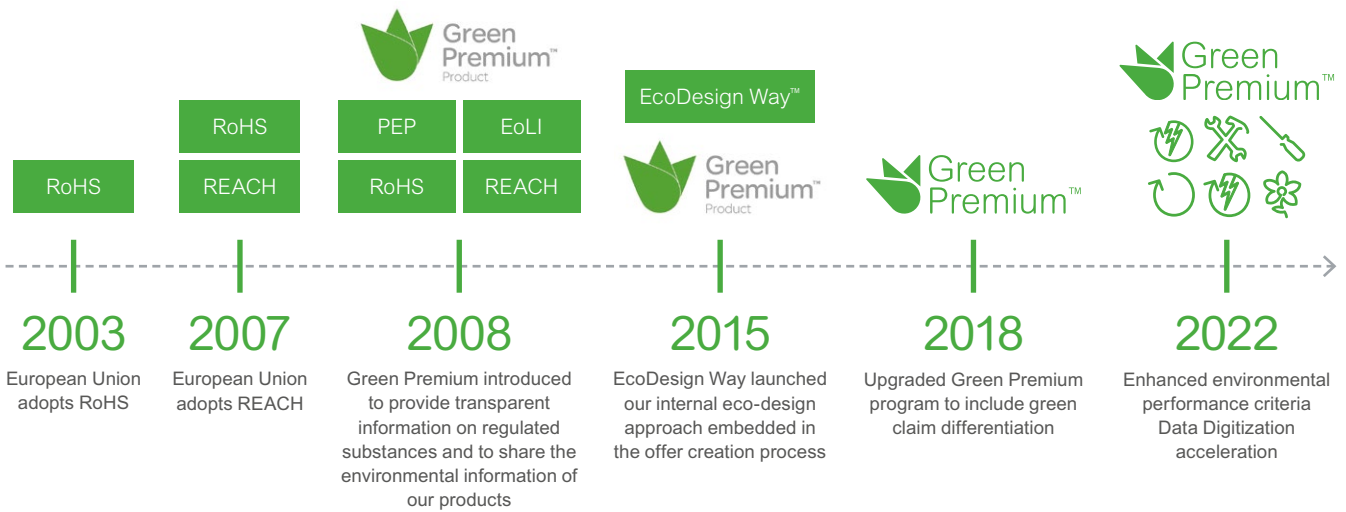 RoHS
2003
European Union
adopts RoHS
RoHS
REACH
2007
European Union
adopts REACH
Green
Premium™
Product
PEP
EoLI
RoHS
REACH
2008
Green Premium introduced
to provide transparent
information on regulated
substances and to share the
environmental information of
our products
EcoDesign Way™
Green
Premium™
Product
2015
EcoDesign Way launched
our internal eco-design
approach embedded in
the offer creation process
Green
Premium™
2018
Upgraded Green Premium
program to include green
claim differentiation
Green
Premium™
2022
Enhanced environmental
performance criteria
Data Digitization
acceleration